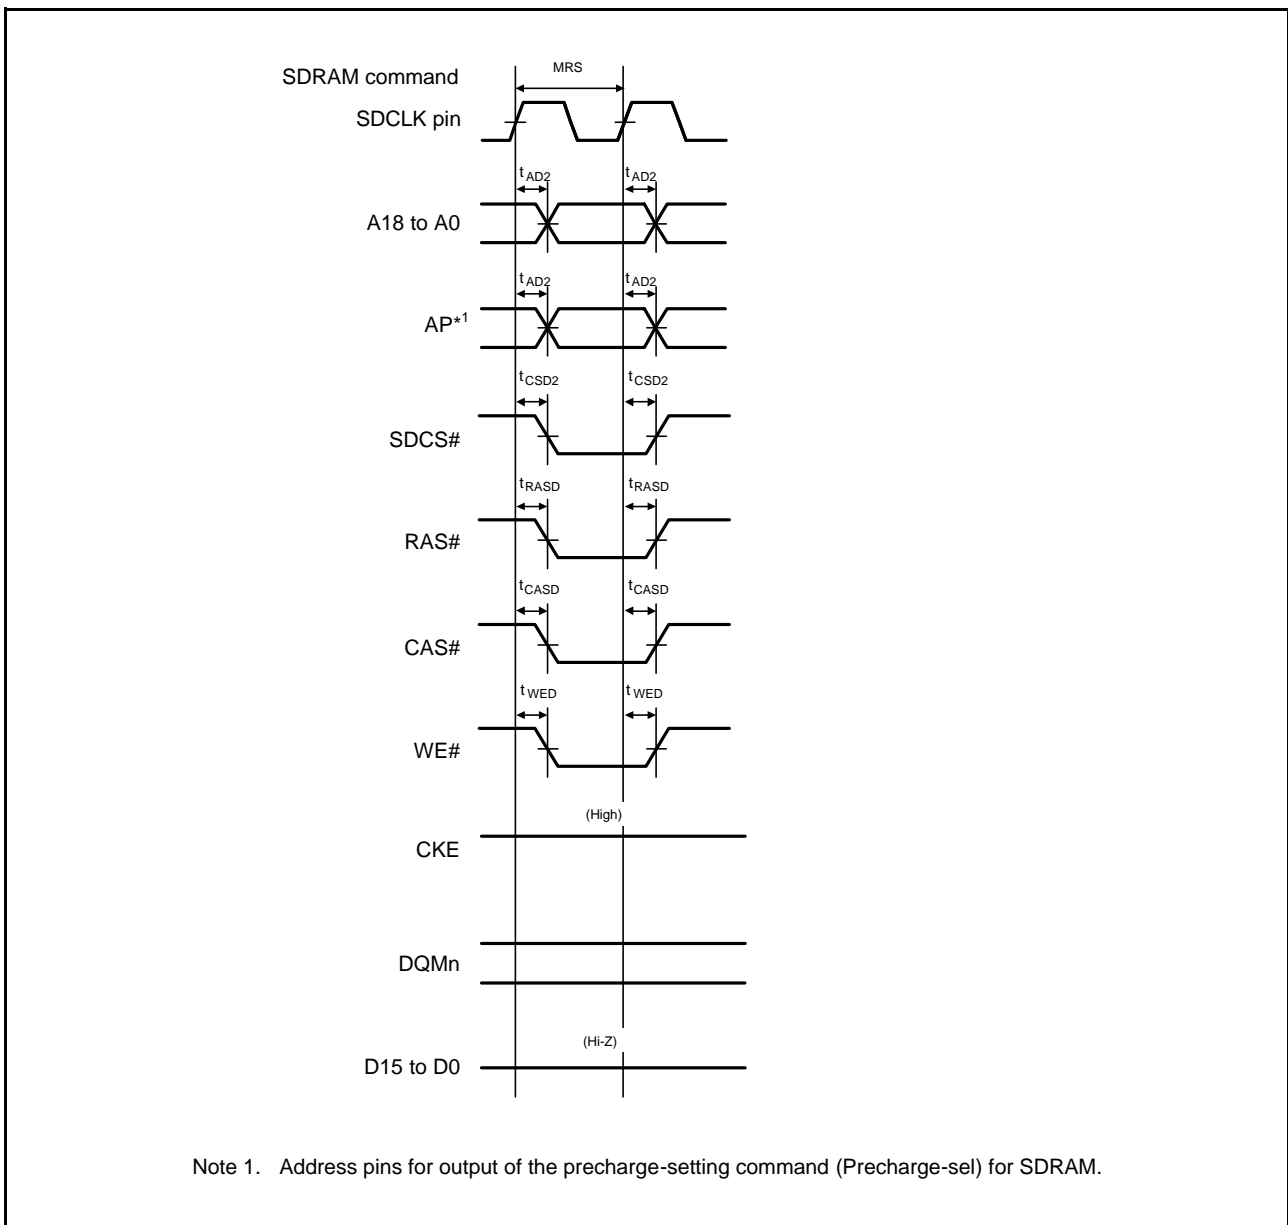 MRS
SDRAM command
SDCLK pin
tAD2 tAD2
A18 to A0
tAD2 tAD2
AP*1
tCSD2 tCSD2
SDCS#
tRASD tRASD
RAS#
tCASD tCASD
CAS#
tWED tWED
WE#
(High)
CKE
DQMn
(Hi-Z)
D15 to D0
Note 1. Address pins for output of the precharge-setting command (Precharge-sel) for SDRAM.